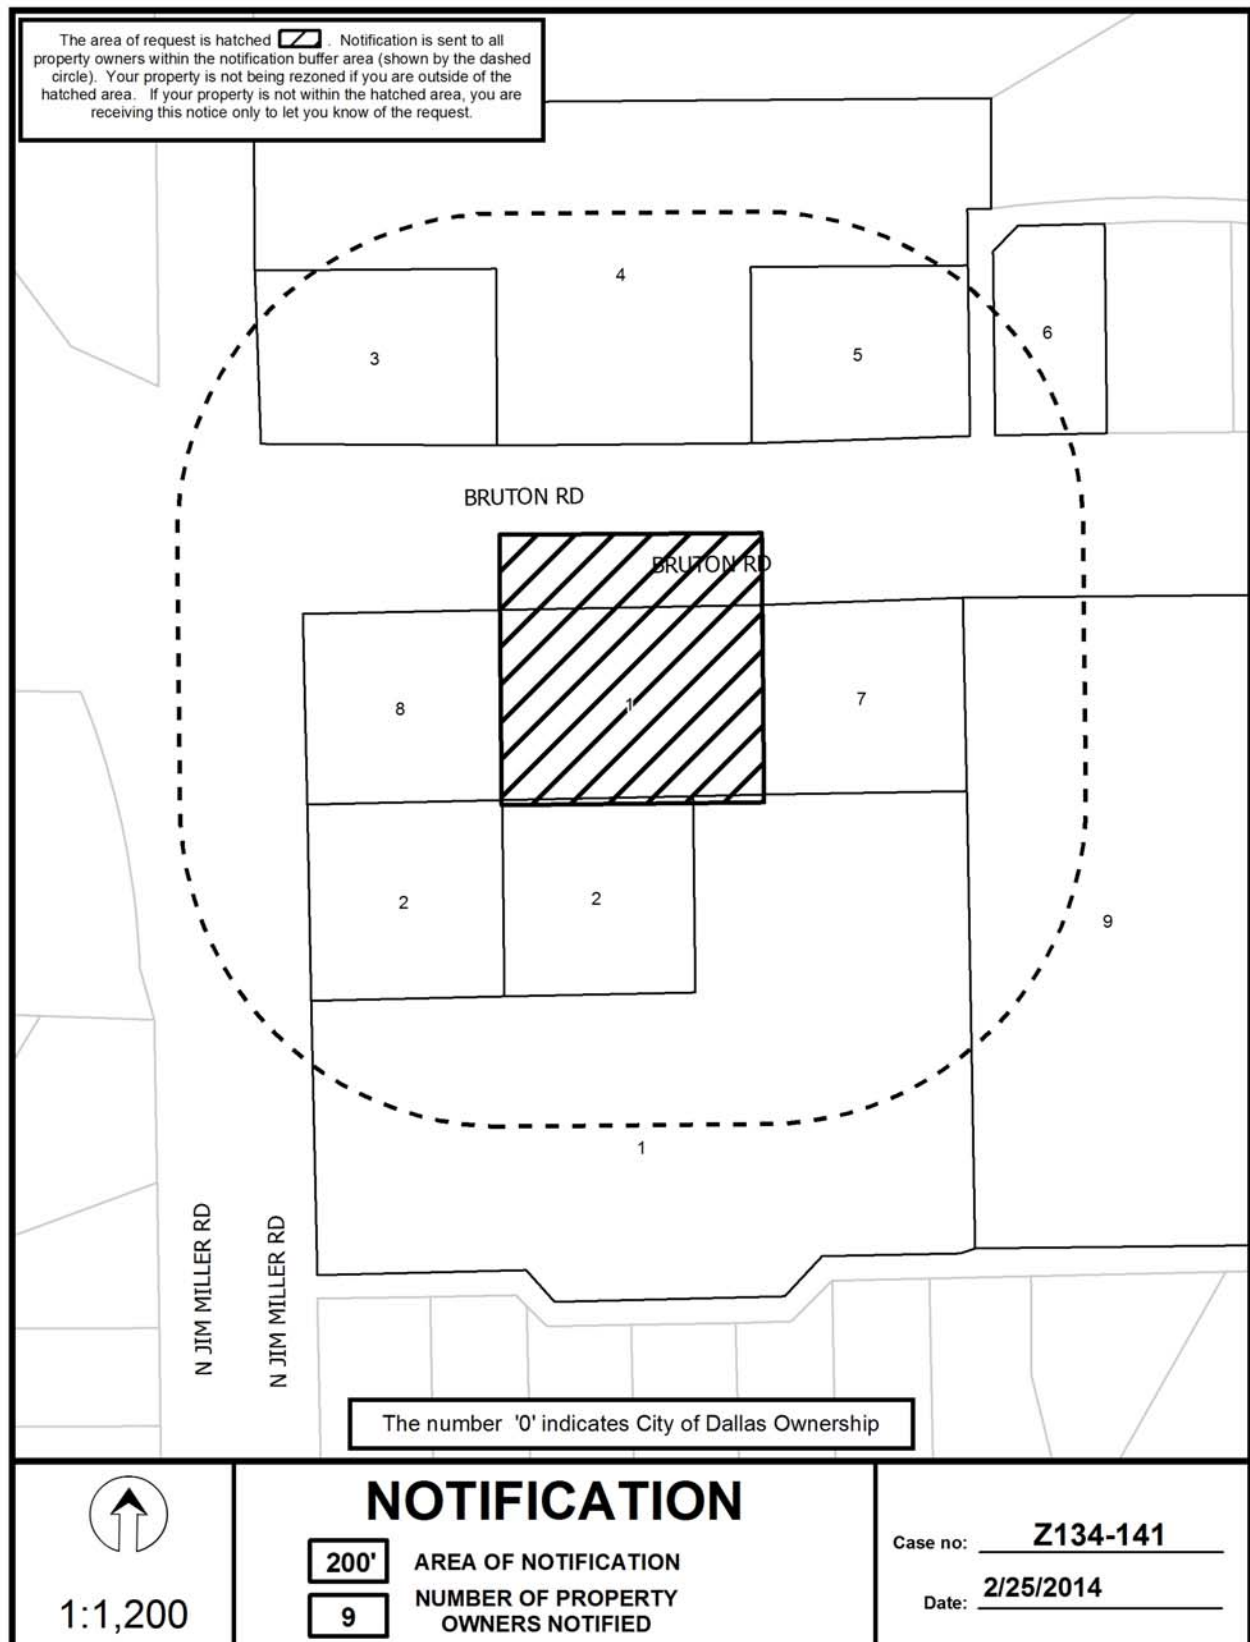 The area of request is hatched . Notification is sent to all
property owners within the notification buffer area (shown by the dashed
circle). Your property is not being rezoned if you are outside of the
hatched area. If your property is not within the hatched area, you are
receiving this notice only to let you know of the request.
4
3
5
6
BRUTON RD
BRUTON RD
8
1
7
2
2
9
1
N JIM MILLER RD
N JIM MILLER RD
The number '0' indicates City of Dallas Ownership
1:1,200
NOTIFICATION
200' AREA OF NOTIFICATION
9 NUMBER OF PROPERTY
OWNERS NOTIFIED
Case no: Z134-141
Date: 2/25/2014